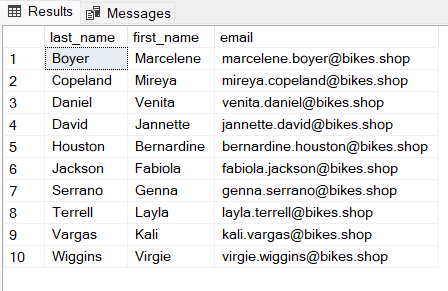 Results Messages
last_name first_name email
1 Boyer Marcelene marcelene.boyer@bikes.shop
2 Copeland Mireya mireya.copeland@bikes.shop
3 Daniel Venita venita.daniel@bikes.shop
4 David Jannette jannette.david@bikes.shop
5 Houston Bernardine bernardine.houston@bikes.shop
6 Jackson Fabiola fabiola.jackson@bikes.shop
7 Serrano Genna genna.serrano@bikes.shop
8 Terrell Layla layla.terrell@bikes.shop
9 Vargas Kali kali.vargas@bikes.shop
10 Wiggins Virgie virgie.wiggins@bikes.shop